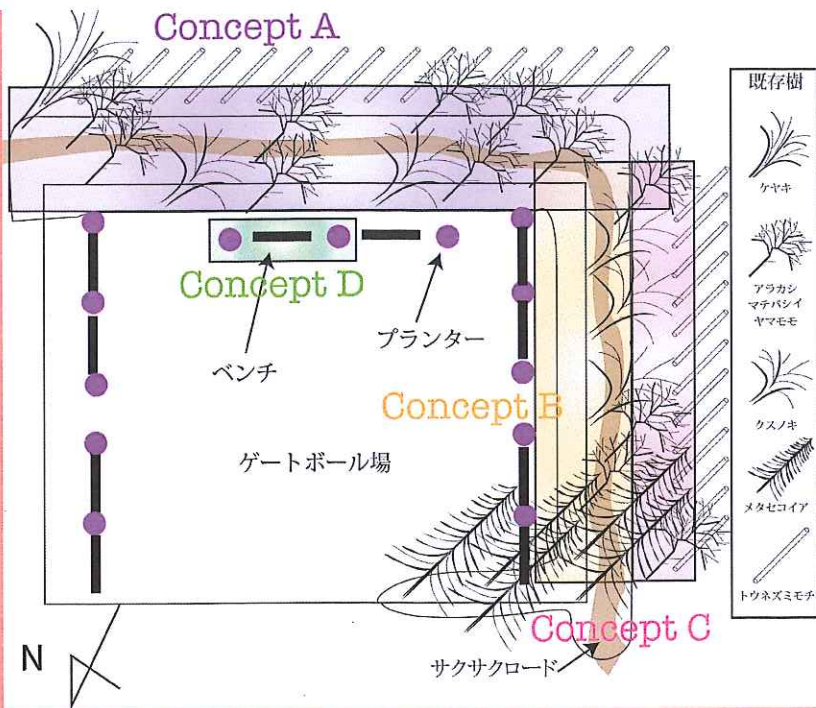 Concept A
既存樹
ケヤキ
アラカシ
マテバシイ
ヤマモモ
クスノキ
メタセコイア
トウネズミモチ
Concept D
ベンチ
プランター
Concept B
ゲートボール場
Concept C
サクサクロード
N